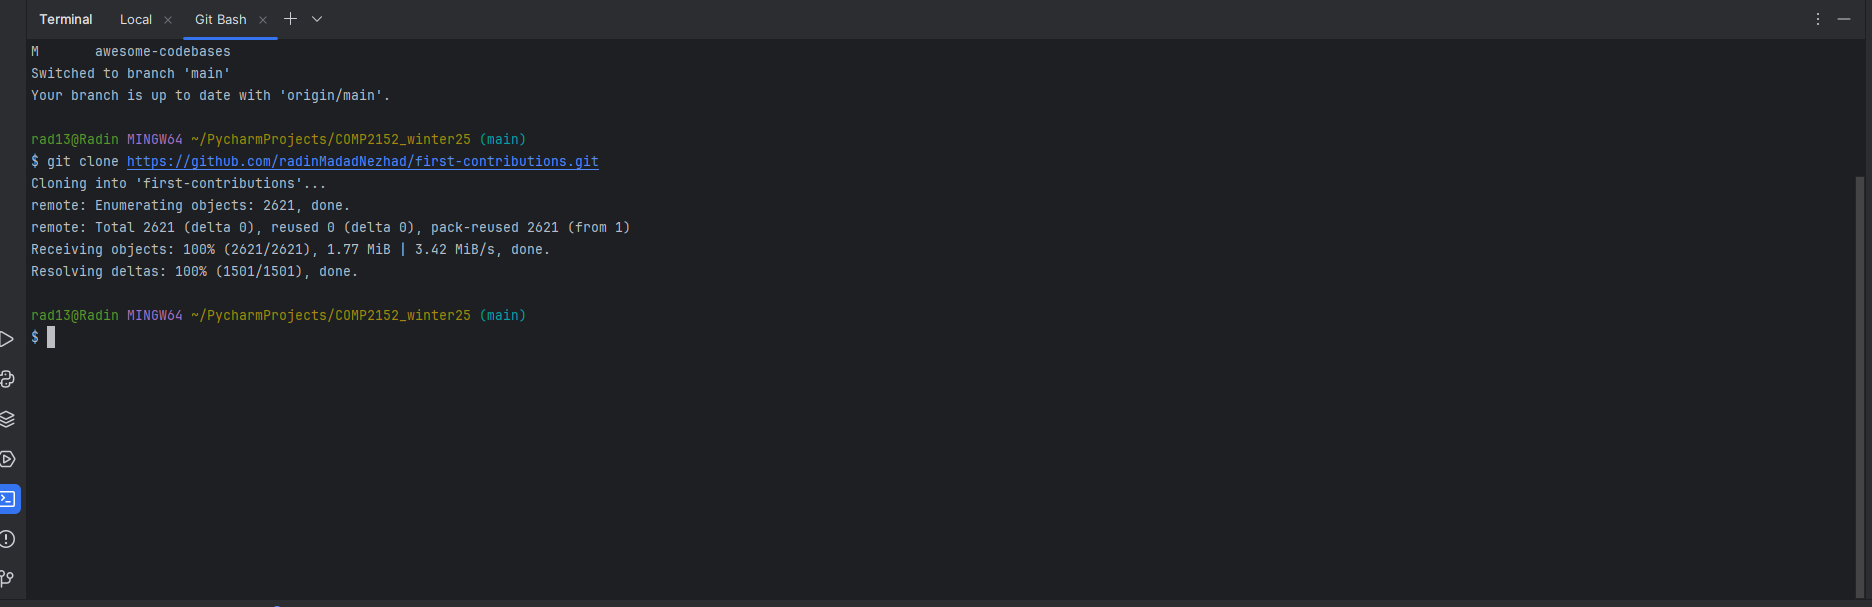 Terminal Local Git Bash
M awesome-codebases
Switched to branch 'main'
Your branch is up to date with 'origin/main'.
rad13@Radin MINGW64 ~/PycharmProjects/COMP2152_winter25 (main)
$ git clone https://github.com/radinMadadNezhad/first-contributions.git
Cloning into 'first-contributions'...
remote: Enumerating objects: 2621, done.
remote: Total 2621 (delta 0), reused 0 (delta 0), pack-reused 2621 (from 1)
Receiving objects: 100% (2621/2621), 1.77 MiB | 3.42 MiB/s, done.
Resolving deltas: 100% (1501/1501), done.
rad13@Radin MINGW64 ~/PycharmProjects/COMP2152_winter25 (main)
$